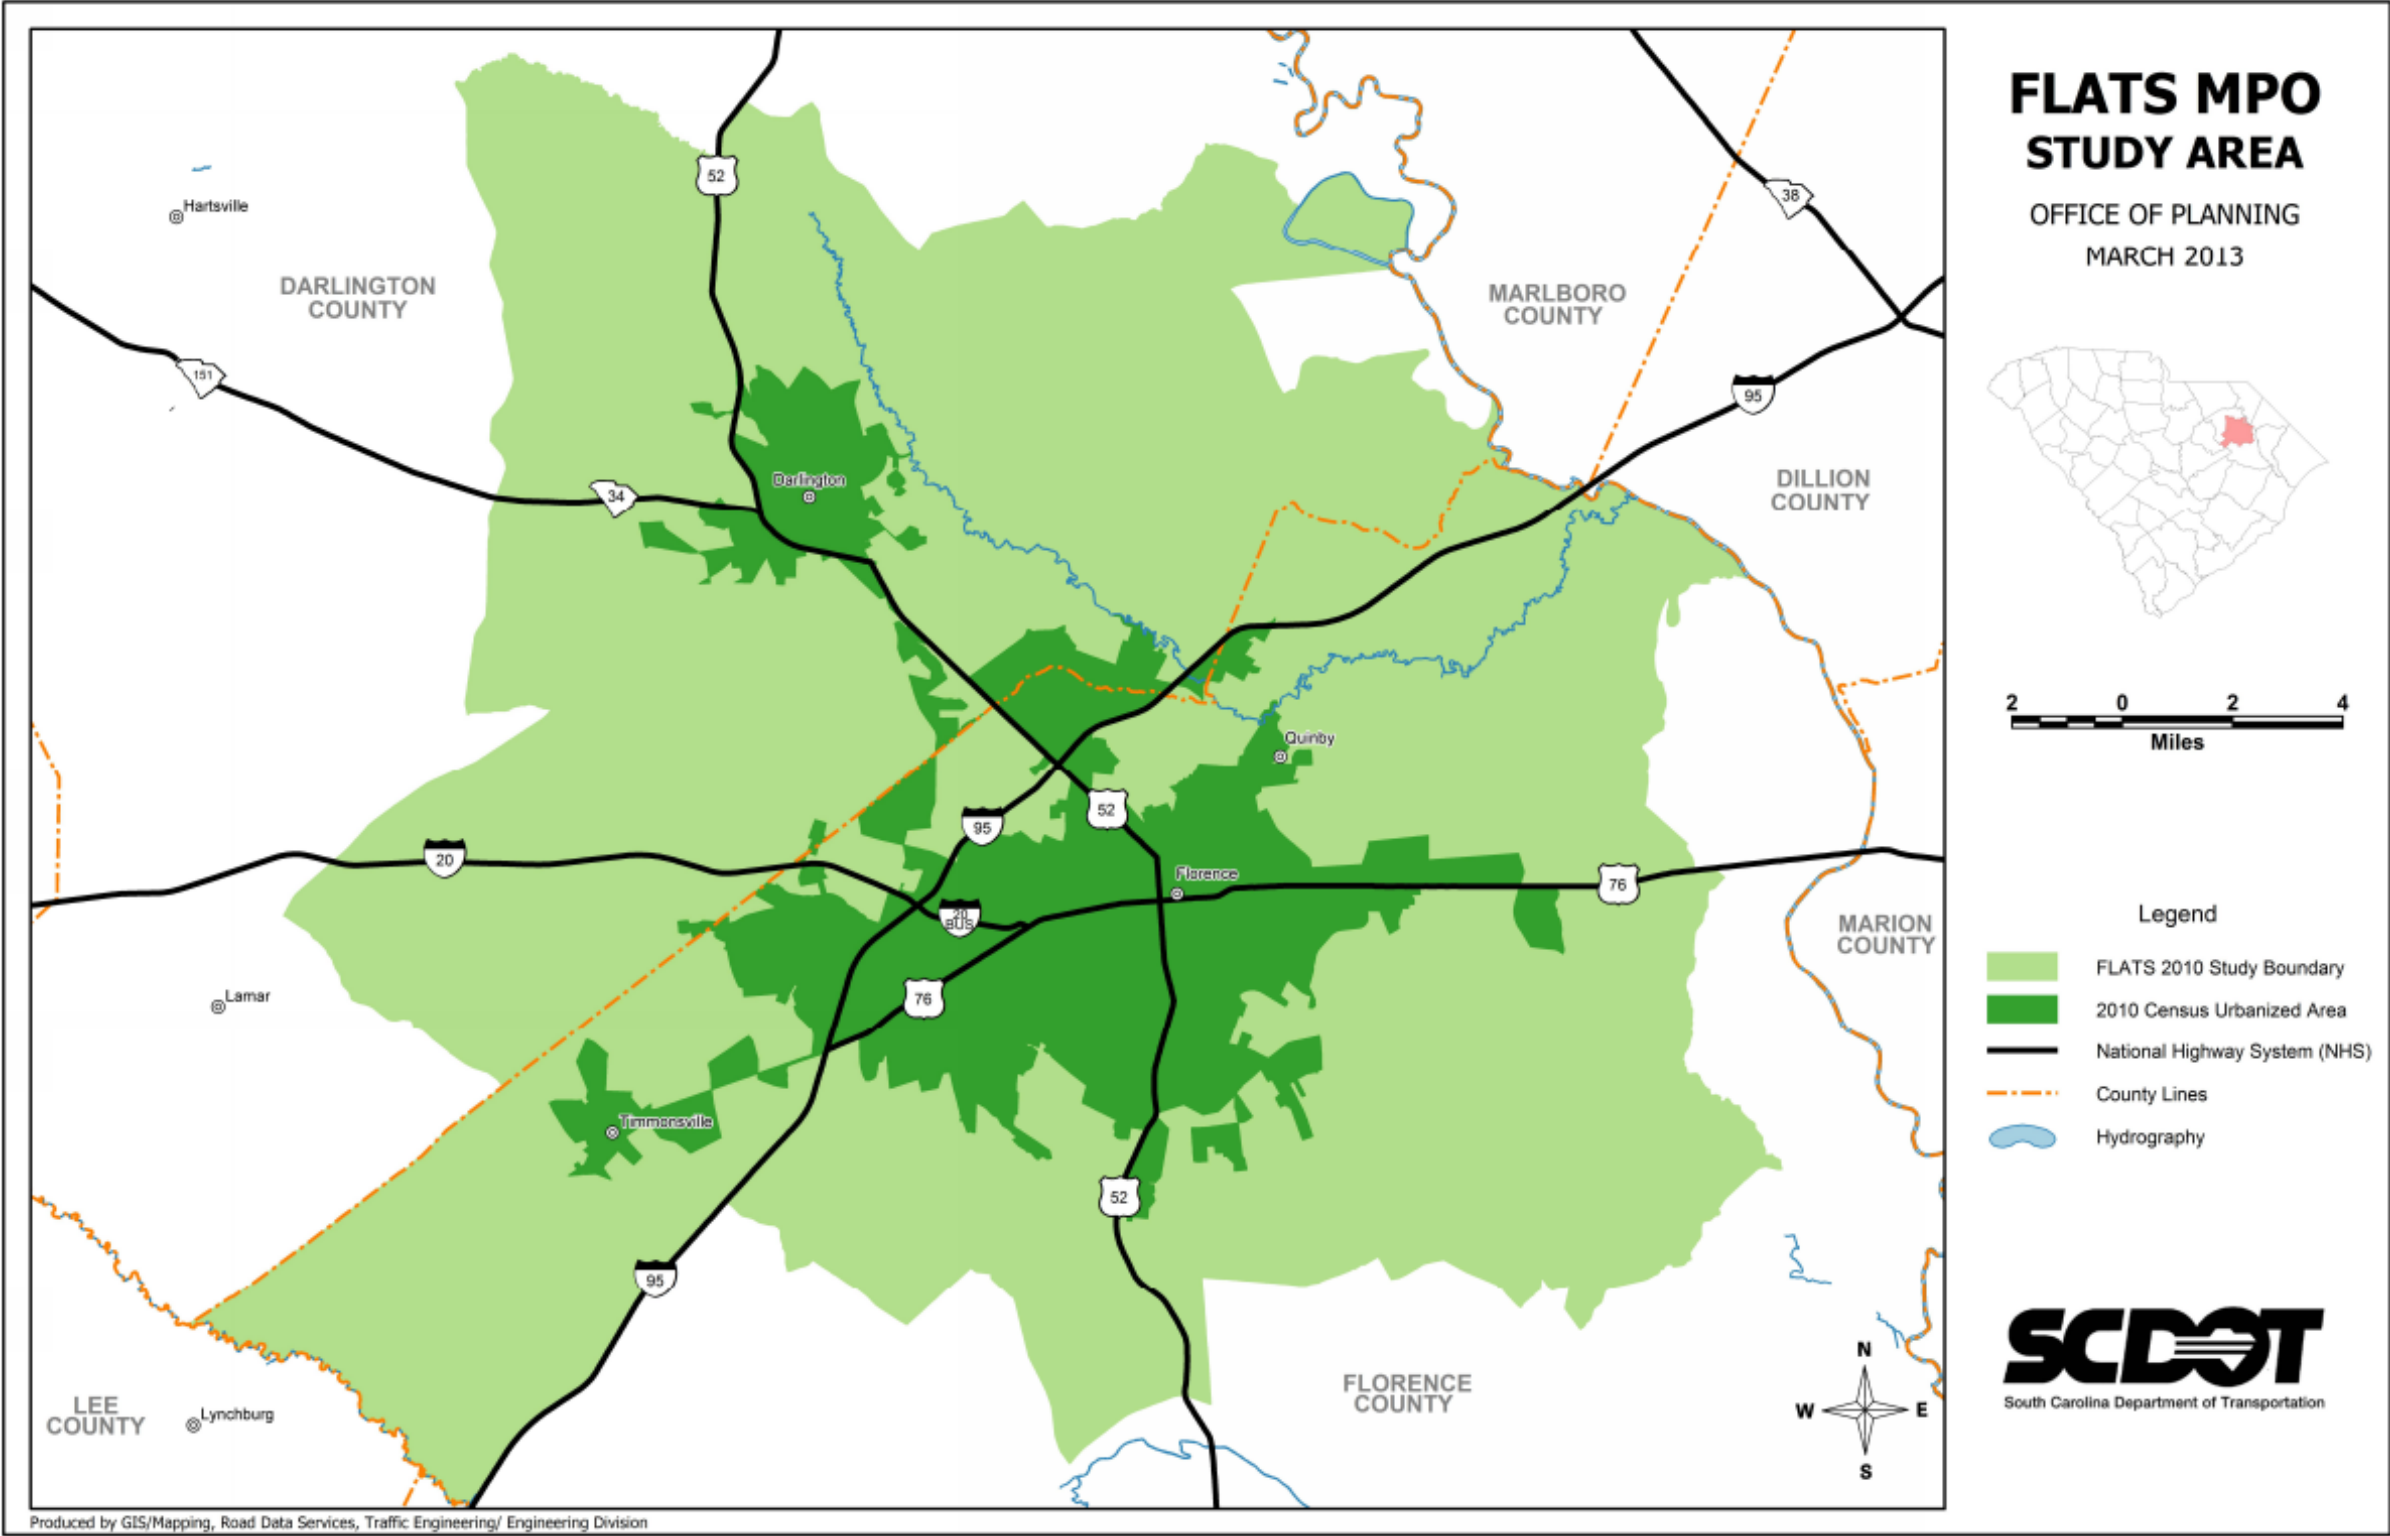 FLATS MPO
STUDY AREA
OFFICE OF PLANNING
MARCH 2013
52
38
Hartsville
DARLINGTON
COUNTY
MARLBORO
COUNTY
151
95
Darlington
34
DILLION
COUNTY
2 0 2 4
Miles
Quinby
52
95
20
Florence
76
20
BUS
MARION
COUNTY
76
Lamar
Timmonsville
52
95
Legend
FLATS 2010 Study Boundary
2010 Census Urbanized Area
National Highway System (NHS)
County Lines
Hydrography
FLORENCE
COUNTY
LEE
COUNTY
Lynchburg
N
W E
S
SCDOT
South Carolina Department of Transportation
Produced by GIS/Mapping, Road Data Services, Traffic Engineering/ Engineering Division